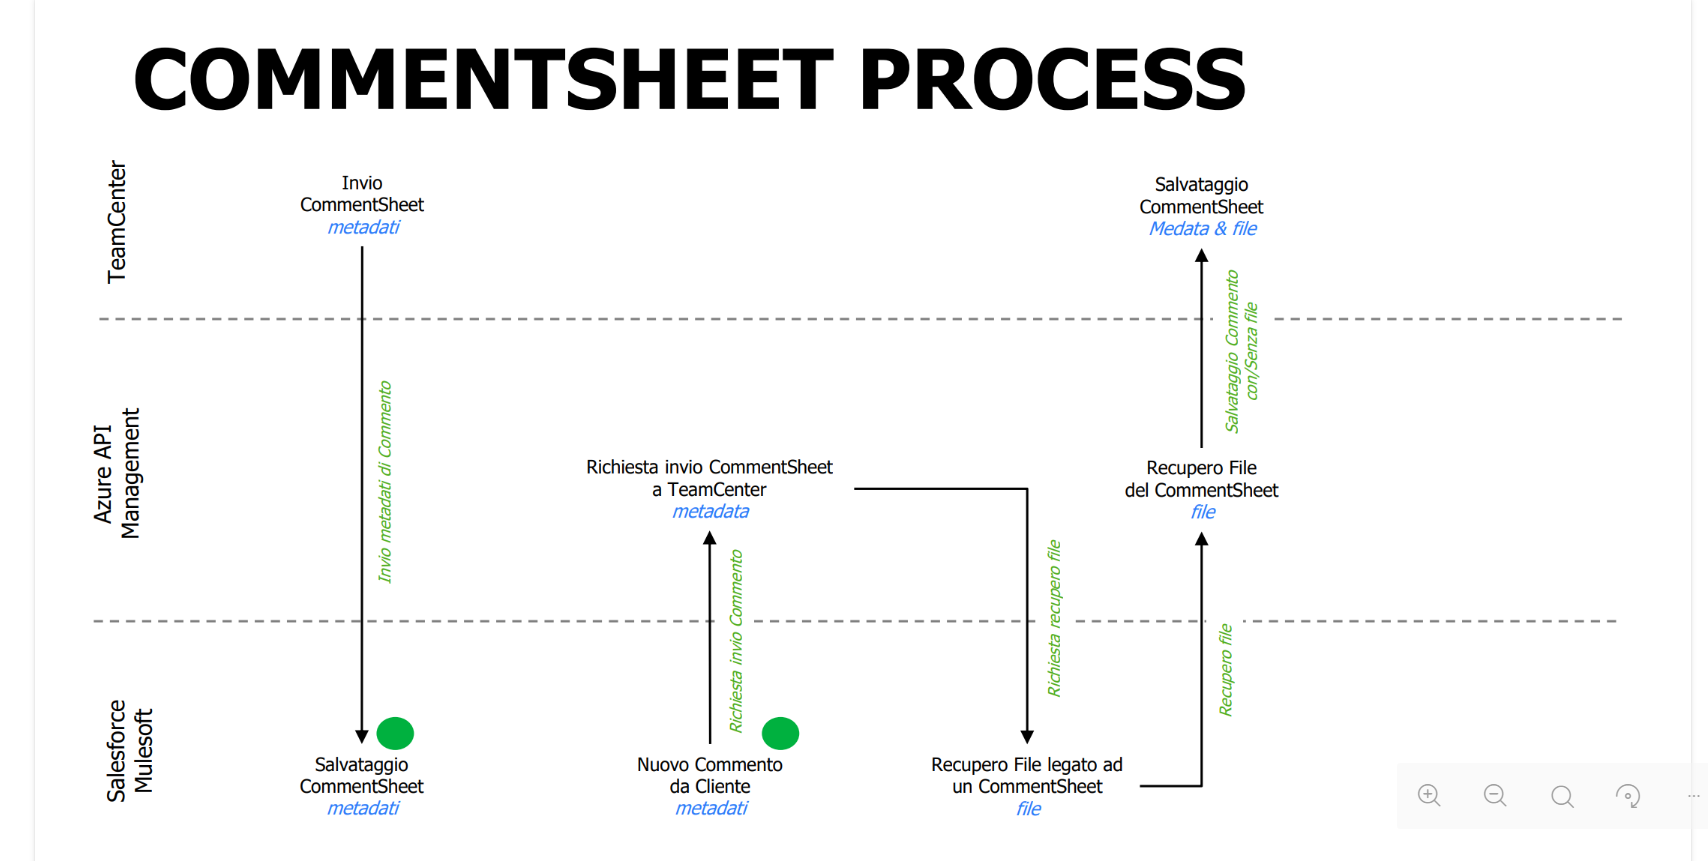 COMMENTSHEET PROCESS
TeamCenter
Invio
CommentSheet
metadati
Salvataggio
CommentSheet
Medata & file
Salvataggio Commento
con/Senza file
Azure API
Management
Invio metadati di Commento
Richiesta invio CommentSheet
a TeamCenter
metadata
Recupero File
del CommentSheet
file
Richiesta invio Commento
Richiesta recupero file
Recupero file
Salesforce
Mulesoft
Salvataggio
CommentSheet
metadati
Nuovo Commento
da Cliente
metadati
Recupero File legato ad
un CommentSheet
file